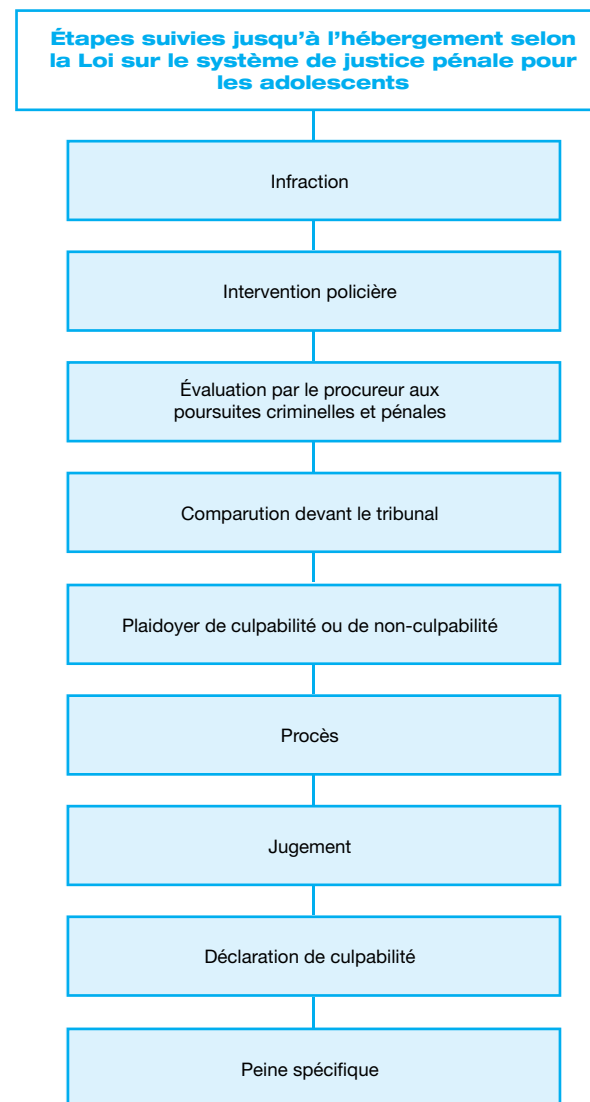 Étapes suivies jusqu’à l’hébergement selon
la Loi sur le système de justice pénale pour
les adolescents
Infraction
Intervention policière
Évaluation par le procureur aux
poursuites criminelles et pénales
Comparution devant le tribunal
Plaidoyer de culpabilité ou de non-culpabilité
Procès
Jugement
Déclaration de culpabilité
Peine spécifique